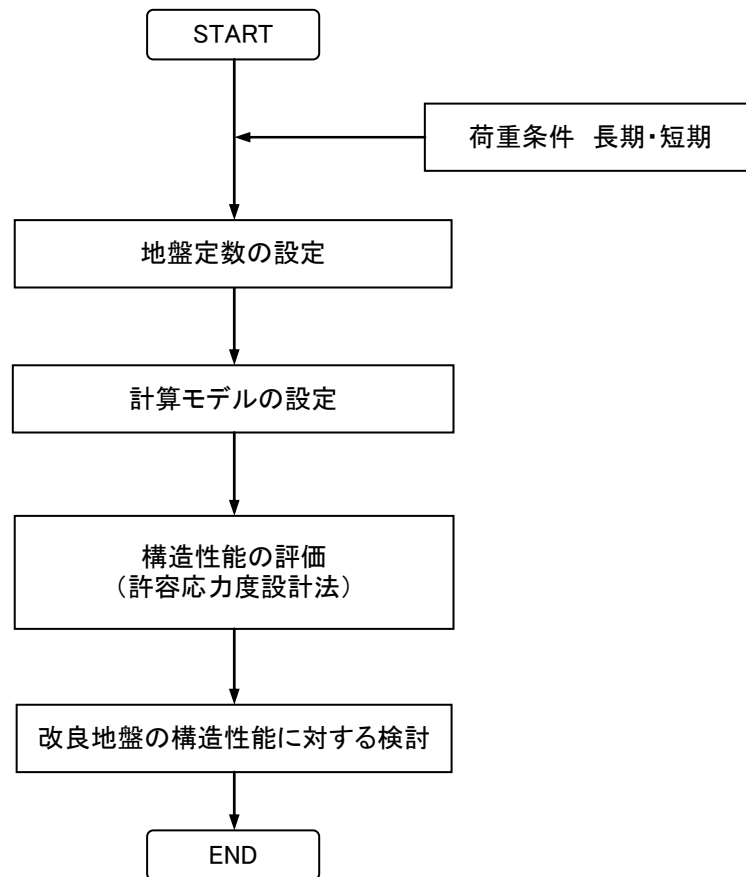 START
荷重条件 長期・短期
地盤定数の設定
計算モデルの設定
構造性能の評価
（許容応力度設計法）
改良地盤の構造性能に対する検討
END